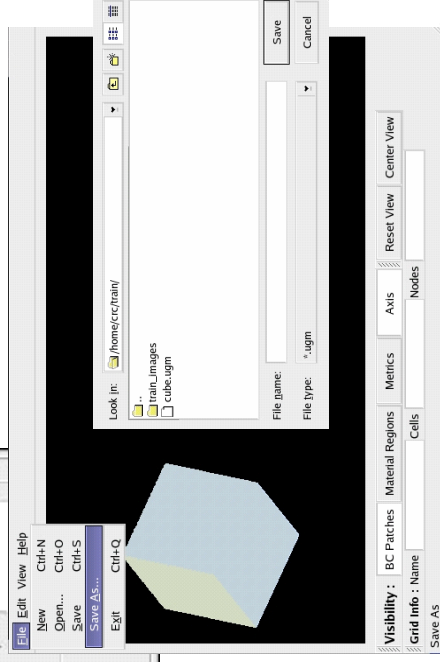 File Edit View Help
New Ctrl+N
Open... Ctrl+O
Save Ctrl+S
Save As...
Exit Ctrl+Q
Look in: /home/crc/train/
..
train_images
cube.ugm
File name: Save
File type: *.ugm Cancel
Visibility : BC Patches Material Regions Metrics Axis Reset View Center View
Grid Info : Name Cells Nodes
Save As